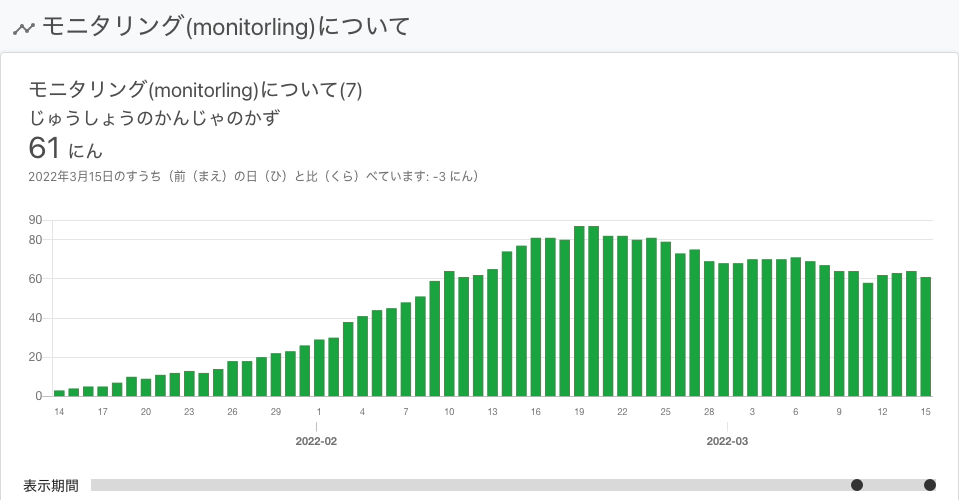 モニタリング(monitorling)について
モニタリング(monitorling)について(7)
じゅうしょうのかんじゃのかず
61 にん
2022年3月15日のすうち（前（まえ）の日（ひ）と比（くら）べています: -3 にん）
90
80
60
40
20
0
14 17 20 23 26 29 1 4 7 10 13 16 19 22 25 28 3 6 9 12 15
2022-02 2022-03
表示期間